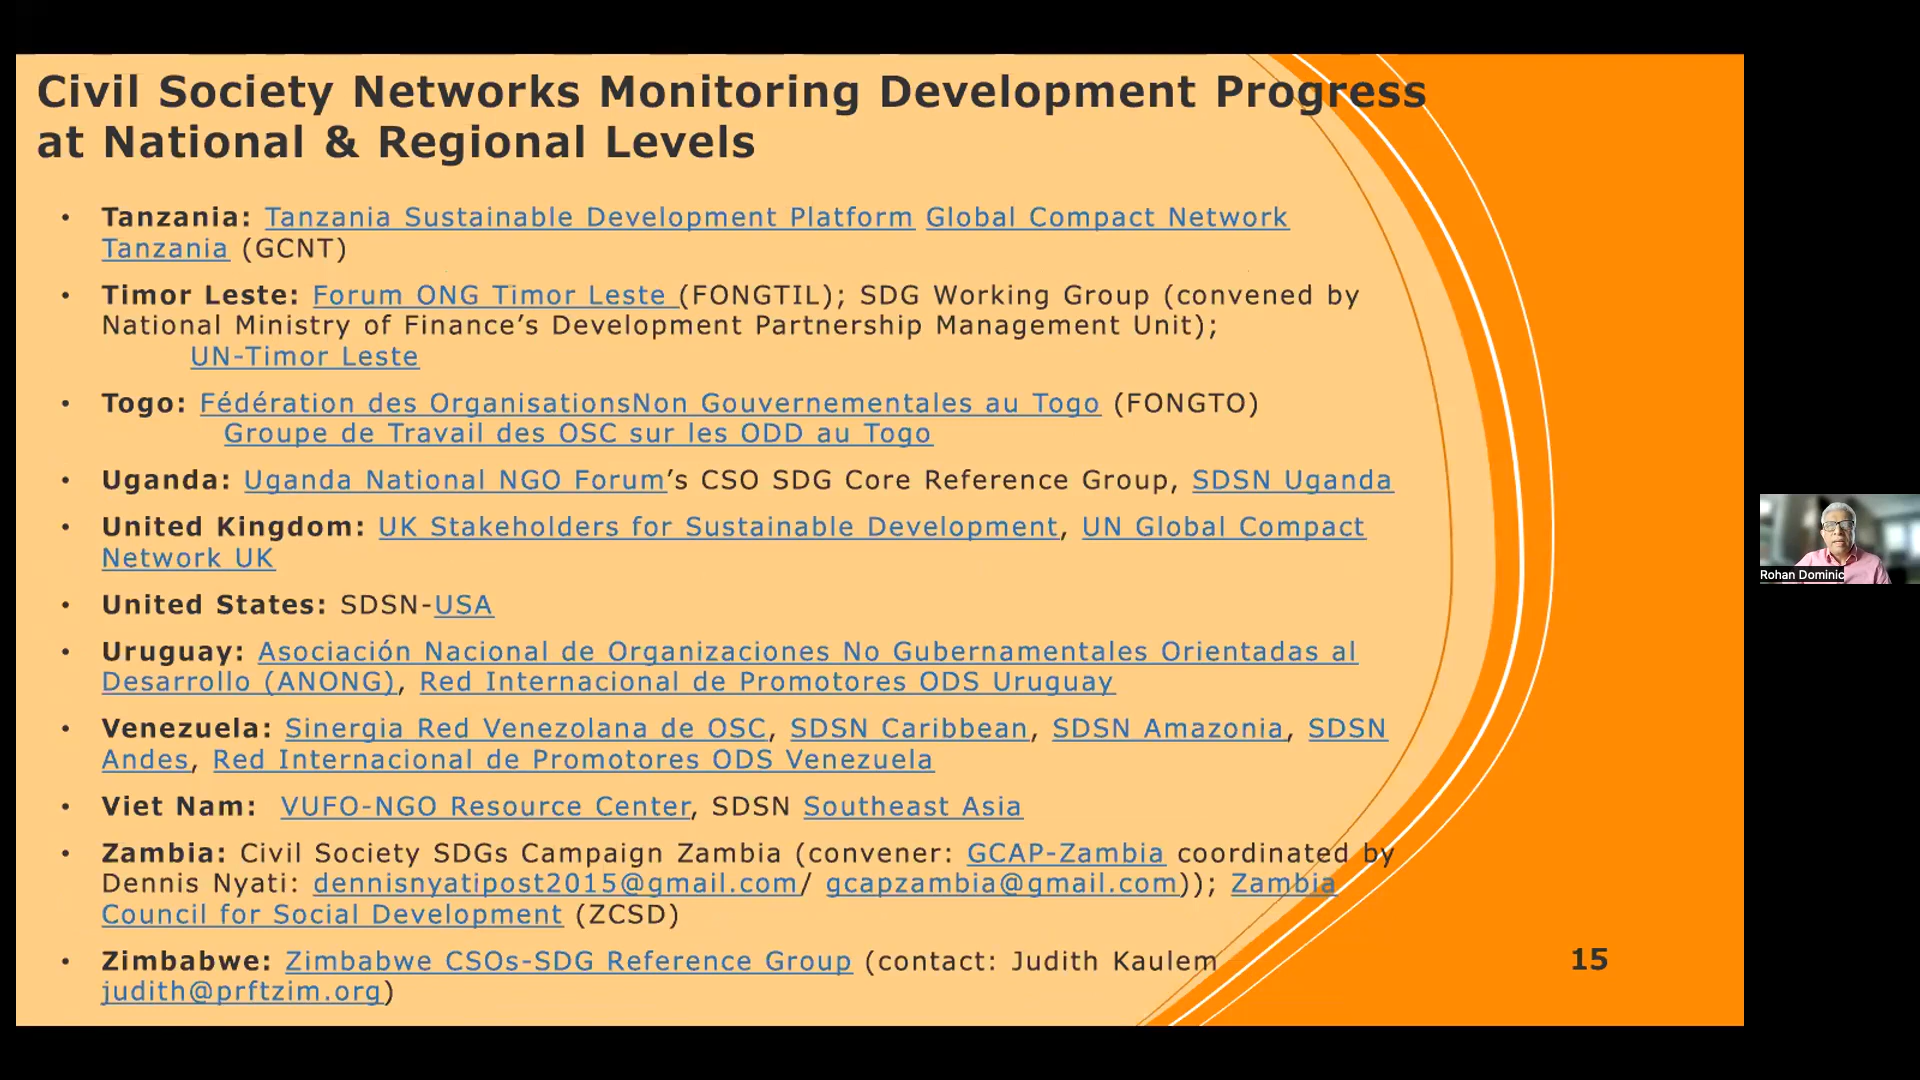 Civil Society Networks Monitoring Development Progress
at National & Regional Levels
• Tanzania: Tanzania Sustainable Development Platform Global Compact Network
Tanzania (GCNT)
• Timor Leste: Forum ONG Timor Leste (FONGTIL); SDG Working Group (convened by
National Ministry of Finance’s Development Partnership Management Unit);
UN-Timor Leste
• Togo: Fédération des OrganisationsNon Gouvernementales au Togo (FONGTO)
Groupe de Travail des OSC sur les ODD au Togo
• Uganda: Uganda National NGO Forum’s CSO SDG Core Reference Group, SDSN Uganda
• United Kingdom: UK Stakeholders for Sustainable Development, UN Global Compact
Network UK
• United States: SDSN-USA
• Uruguay: Asociación Nacional de Organizaciones No Gubernamentales Orientadas al
Desarrollo (ANONG), Red Internacional de Promotores ODS Uruguay
• Venezuela: Sinergia Red Venezolana de OSC, SDSN Caribbean, SDSN Amazonia, SDSN
Andes, Red Internacional de Promotores ODS Venezuela
• Viet Nam: VUFO-NGO Resource Center, SDSN Southeast Asia
• Zambia: Civil Society SDGs Campaign Zambia (convener: GCAP-Zambia coordinated by
Dennis Nyati: dennisnyatipost2015@gmail.com/ gcapzambia@gmail.com)); Zambia
Council for Social Development (ZCSD)
• Zimbabwe: Zimbabwe CSOs-SDG Reference Group (contact: Judith Kaulem
judith@prftzim.org)
15
Rohan Dominic